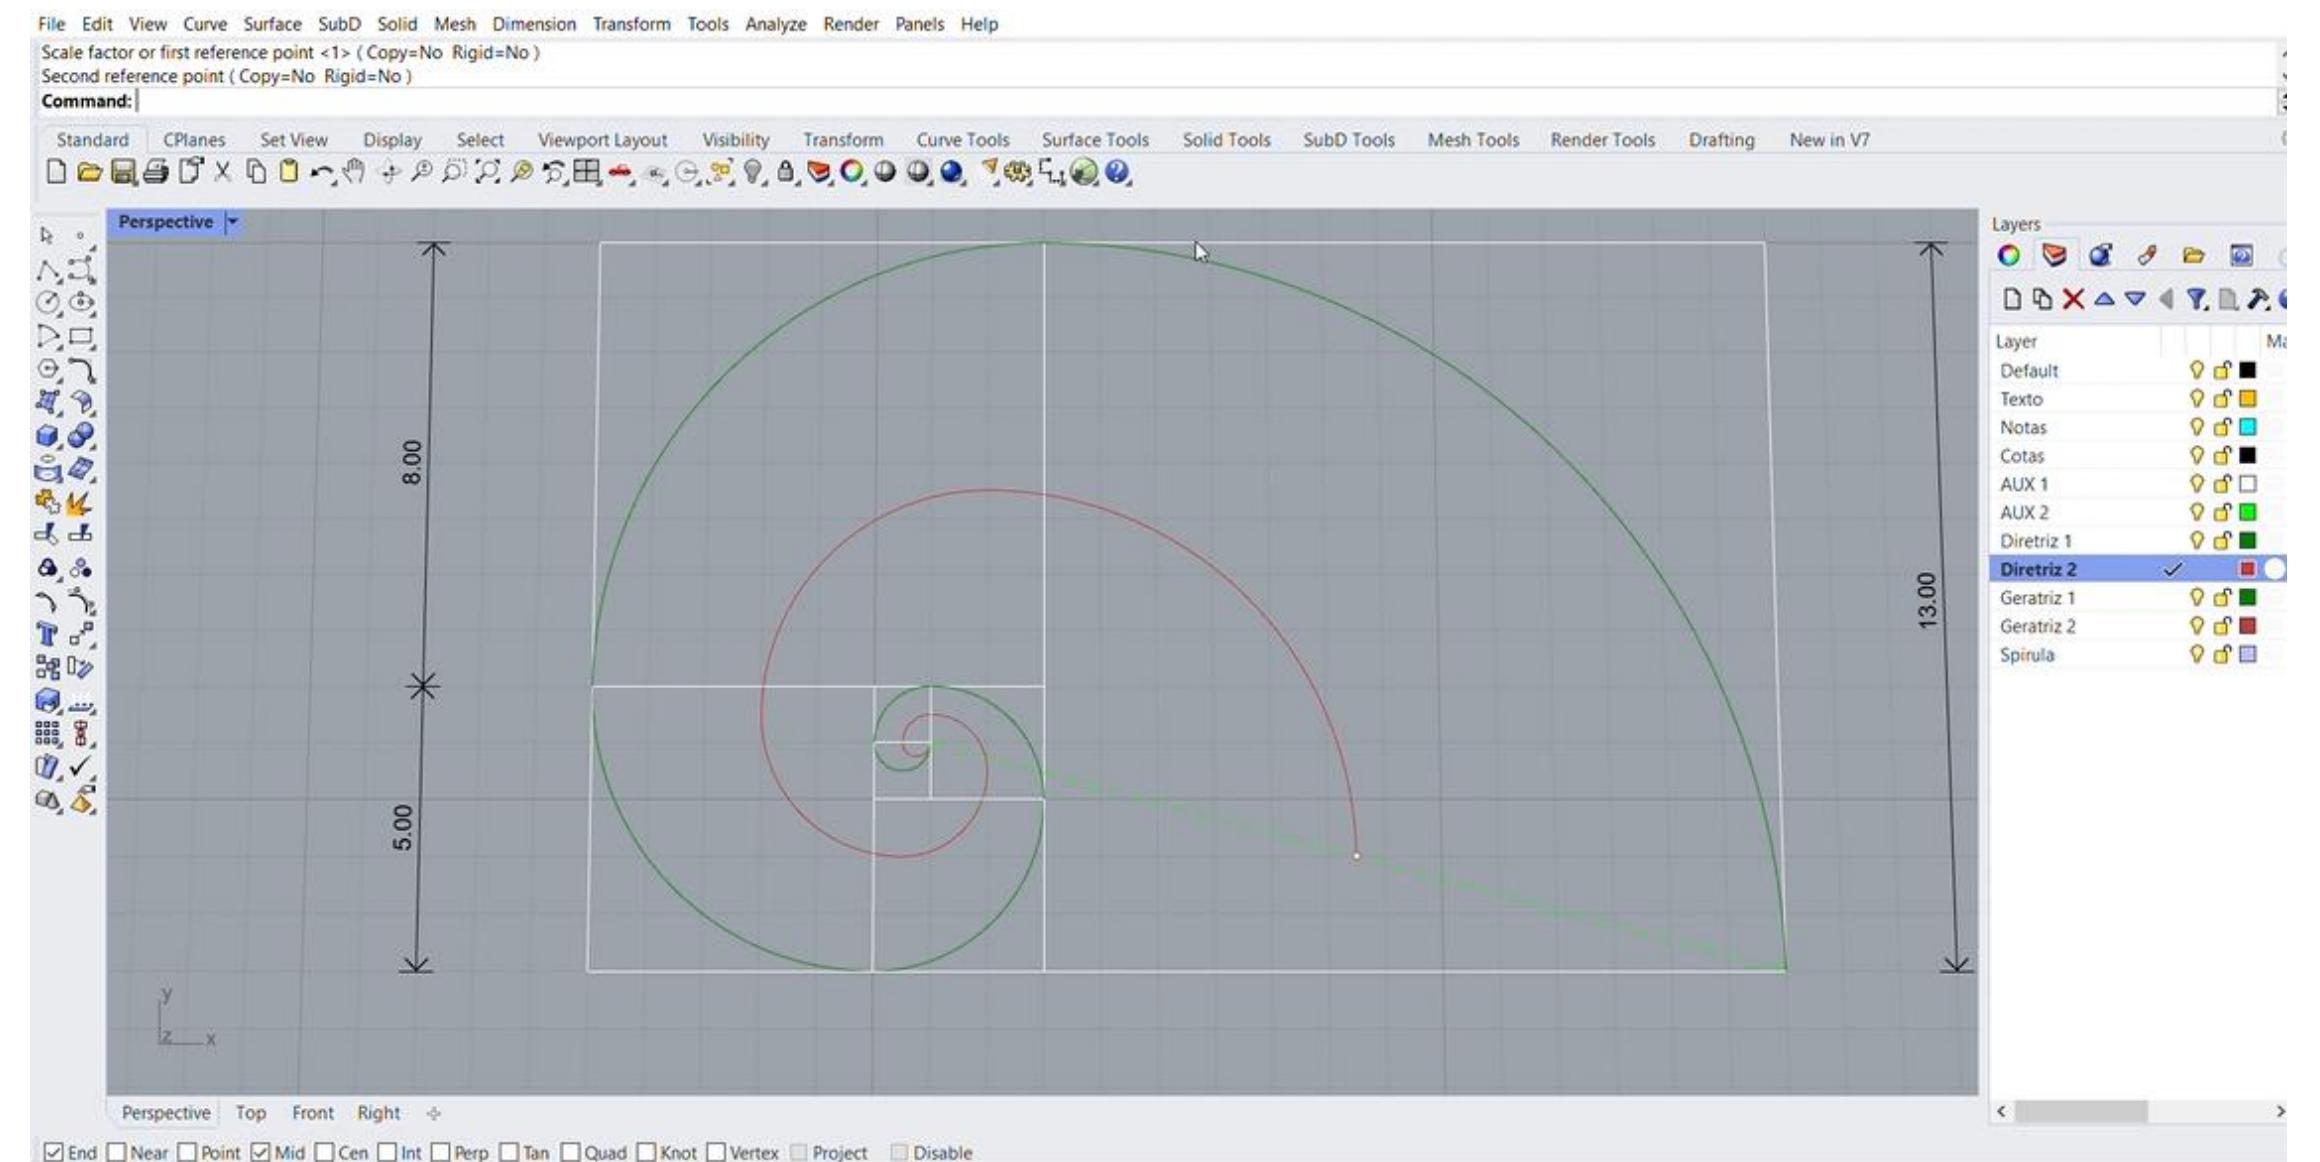 File Edit View Curve Surface SubD Solid Mesh Dimension Transform Tools Analyze Render Panels Help
Scale factor or first reference point <1> ( Copy=No Rigid=No )
Second reference point ( Copy=No Rigid=No )
Command:
Standard CPlanes Set View Display Select Viewport Layout Visibility Transform Curve Tools Surface Tools Solid Tools SubD Tools Mesh Tools Render Tools Drafting New in V7
Perspective
8.00
5.00
13.00
y
z x
Layers
Layer Ma
Default
Texto
Notas
Cotas
AUX 1
AUX 2
Diretriz 1
Diretriz 2
Geratriz 1
Geratriz 2
Spirula
Perspective Top Front Right
End Near Point Mid Cen Int Perp Tan Quad Knot Vertex Project Disable